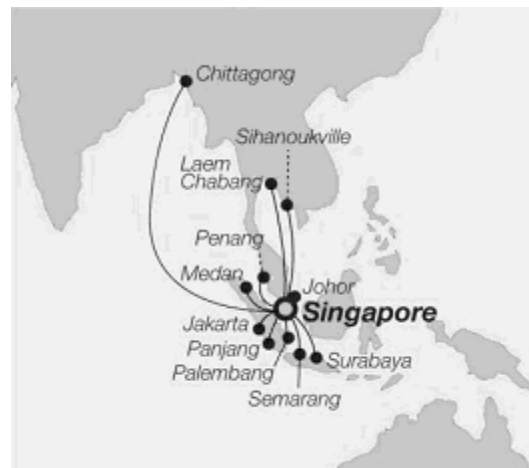 Chittagong
Sihanoukville
Laem
Chabang
Penang
Medan
Johor
Singapore
Jakarta
Panjang
Surabaya
Palembang
Semarang